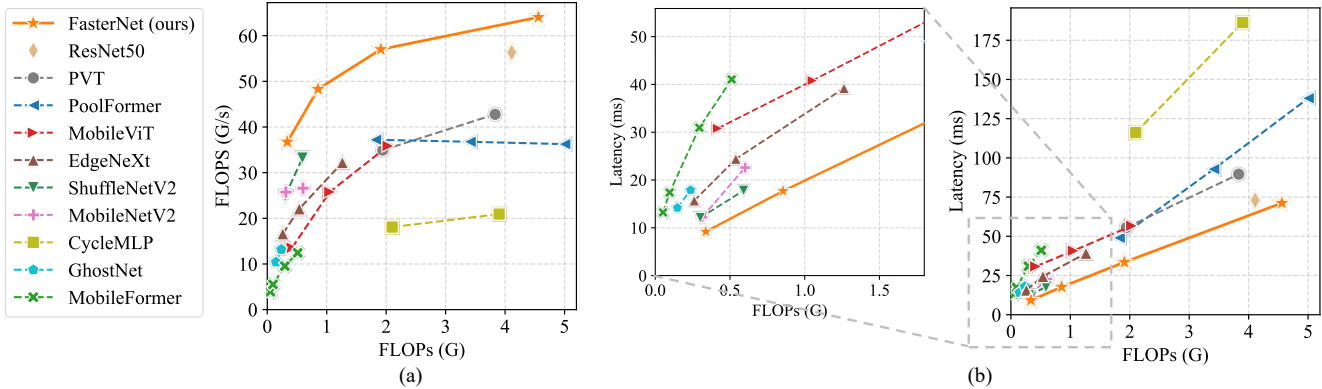 FasterNet (ours)
ResNet50
PVT
PoolFormer
MobileViT
EdgeNeXt
ShuffleNetV2
MobileNetV2
CycleMLP
GhostNet
MobileFormer
FLOPS (G/s)
60
50
40
30
20
10
0
0 1 2 3 4 5
FLOPs (G)
(a)
Latency (ms)
50
40
30
20
10
0
0.0 0.5 1.0 1.5
FLOPs (G)
Latency (ms)
175
150
125
100
75
50
25
0
0 1 2 3 4 5
FLOPs (G)
(b)